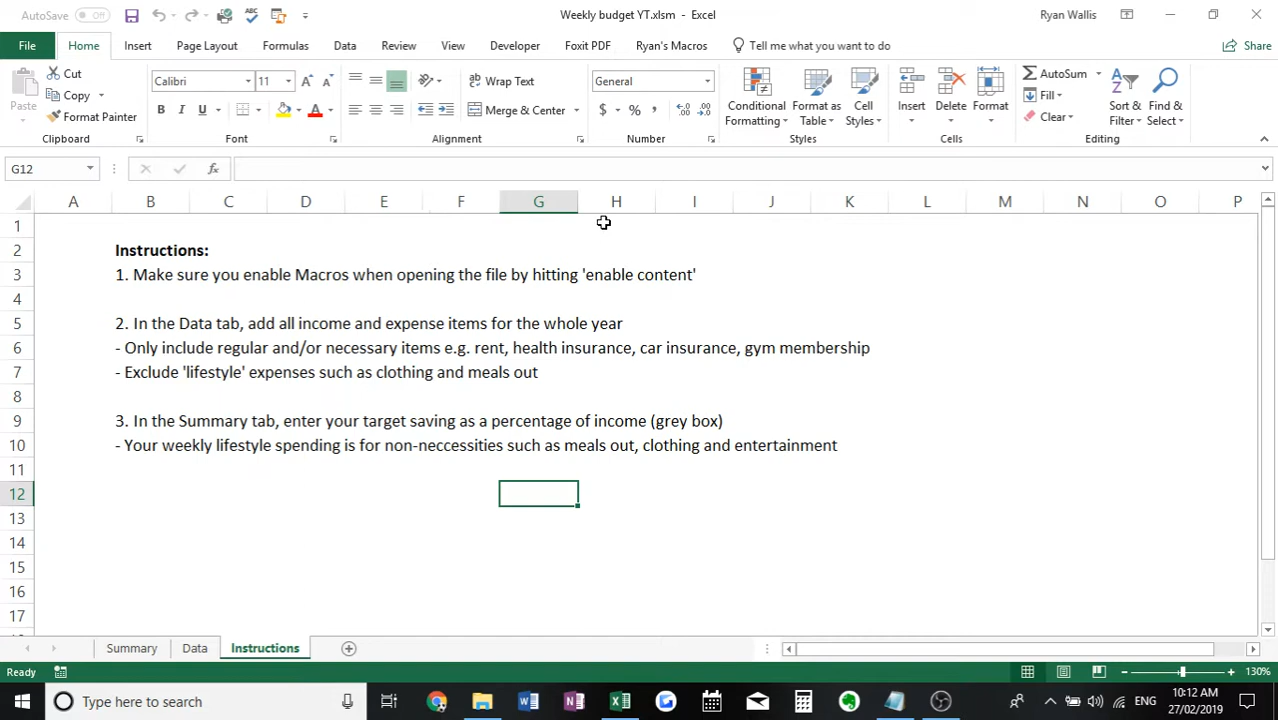 AutoSave Off
Weekly budget YT.xlsm - Excel
Ryan Wallis
File Home Insert Page Layout Formulas Data Review View Developer Foxit PDF Ryan's Macros Tell me what you want to do Share
Paste
Cut
Copy
Format Painter
Clipboard
Calibri 11
B I U
Font
Wrap Text
Merge & Center
Alignment
General
$ % ,
Number
Conditional Formatting
Format as Table
Cell Styles
Styles
Insert Delete Format
Cells
AutoSum
Fill
Clear
Sort & Filter
Find & Select
Editing
G12
fx
A B C D E F G H I J K L M N O P
1
2 Instructions:
3 1. Make sure you enable Macros when opening the file by hitting 'enable content'
4
5 2. In the Data tab, add all income and expense items for the whole year
6 - Only include regular and/or necessary items e.g. rent, health insurance, car insurance, gym membership
7 - Exclude 'lifestyle' expenses such as clothing and meals out
8
9 3. In the Summary tab, enter your target saving as a percentage of income (grey box)
10 - Your weekly lifestyle spending is for non-neccessities such as meals out, clothing and entertainment
11
12
13
14
15
16
17
Summary Data Instructions
Ready
130%
Type here to search
ENG
10:12 AM
27/02/2019